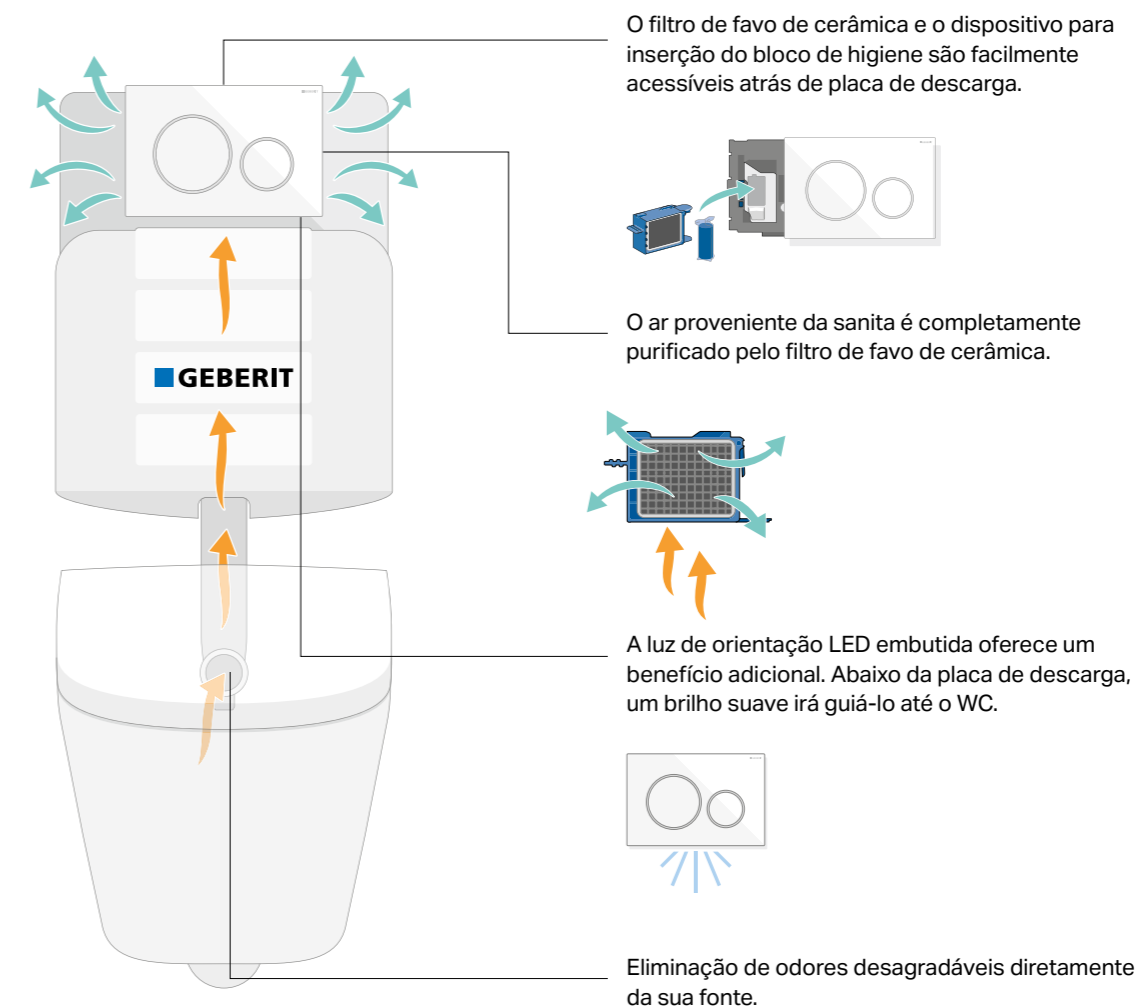 O filtro de favo de cerâmica e o dispositivo para
inserção do bloco de higiene são facilmente
acessíveis atrás de placa de descarga.
O ar proveniente da sanita é completamente
purificado pelo filtro de favo de cerâmica.
GEBERIT
A luz de orientação LED embutida oferece um
benefício adicional. Abaixo da placa de descarga,
um brilho suave irá guiá-lo até o WC.
Eliminação de odores desagradáveis diretamente
da sua fonte.